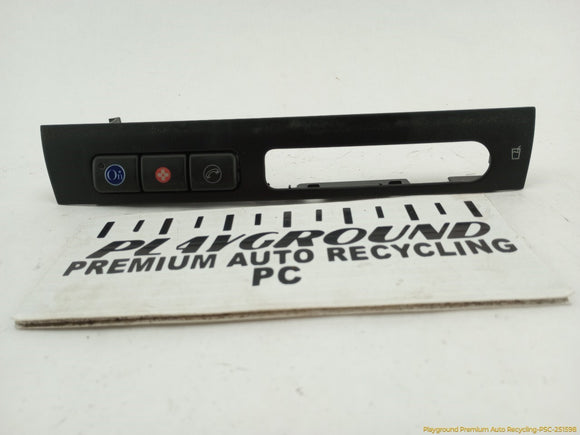 On
PLAYGROUND
PREMIUM AUTO RECYCLING
PC
Playground Premium Auto Recycling-PSC-251598